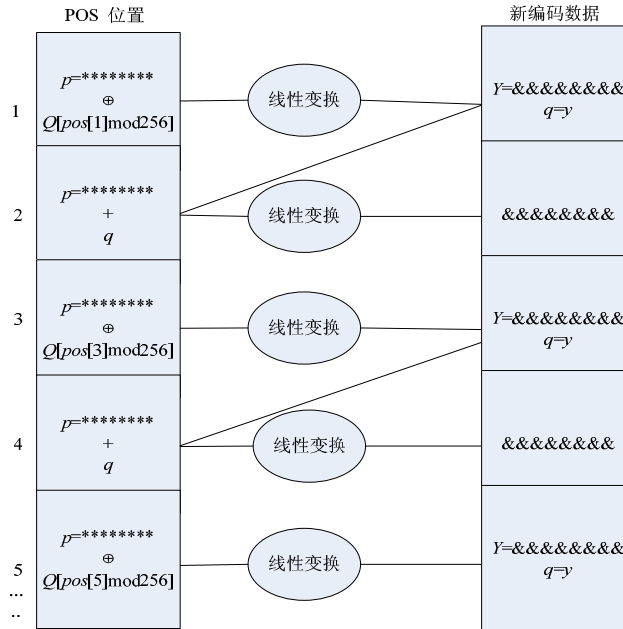 POS 位置
新编码数据
1
p=********
⊕
Q[pos[1]mod256]
线性变换
Y=&&&&&&&&
q=y
2
p=********
+
q
线性变换
&&&&&&&&
3
p=********
⊕
Q[pos[3]mod256]
线性变换
Y=&&&&&&&&
q=y
4
p=********
+
q
线性变换
&&&&&&&&
5
p=********
⊕
Q[pos[5]mod256]
线性变换
Y=&&&&&&&&
q=y
...
..